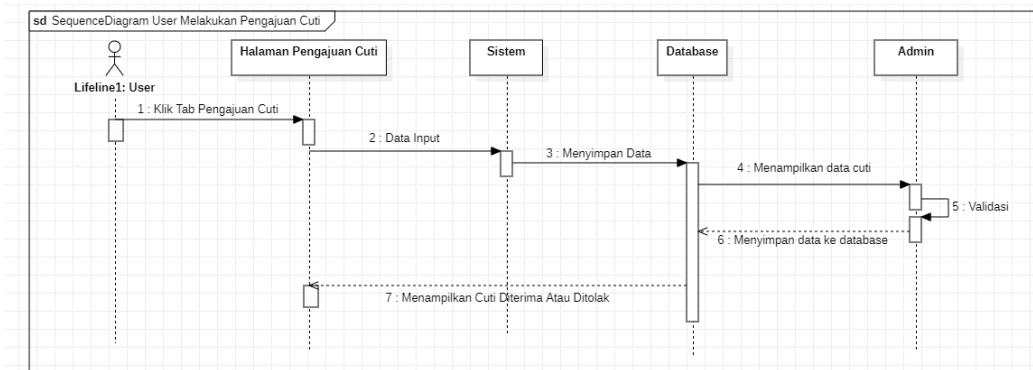 sd SequenceDiagram User Melakukan Pengajuan Cuti
Halaman Pengajuan Cuti
Sistem
Database
Admin
Lifeline1: User
1 : Klik Tab Pengajuan Cuti
2 : Data Input
3 : Menyimpan Data
4 : Menampilkan data cuti
5 : Validasi
6 : Menyimpan data ke database
7 : Menampilkan Cuti Diterima Atau Ditolak